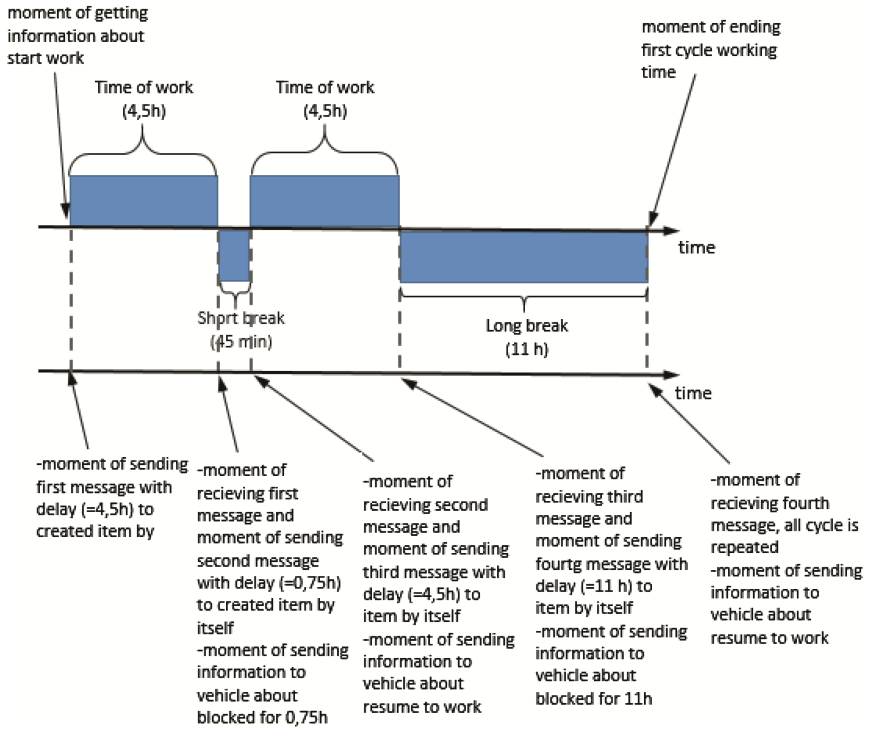 moment of getting
information about
start work
moment of ending
first cycle working
time
Time of work
(4,5h)
Time of work
(4,5h)
time
Short break
(45 min)
Long break
(11 h)
time
-moment of sending
first message with
delay (=4,5h) to
created item by
-moment of
recieving first
message and
moment of sending
second message
with delay (=0,75h)
to created item by
itself
-moment of sending
information to
vehicle about
blocked for 0,75h
-moment of
recieving second
message and
moment of sending
third message with
delay (=4,5h) to
item by itself
-moment of sending
information to
vehicle about
resume to work
-moment of
recieving third
message and
moment of sending
fourtg message with
delay (=11 h) to
item by itself
-moment of sending
information to
vehicle about
blocked for 11h
-moment of
recieving fourth
message, all cycle is
repeated
-moment of sending
information to
vehicle about
resume to work